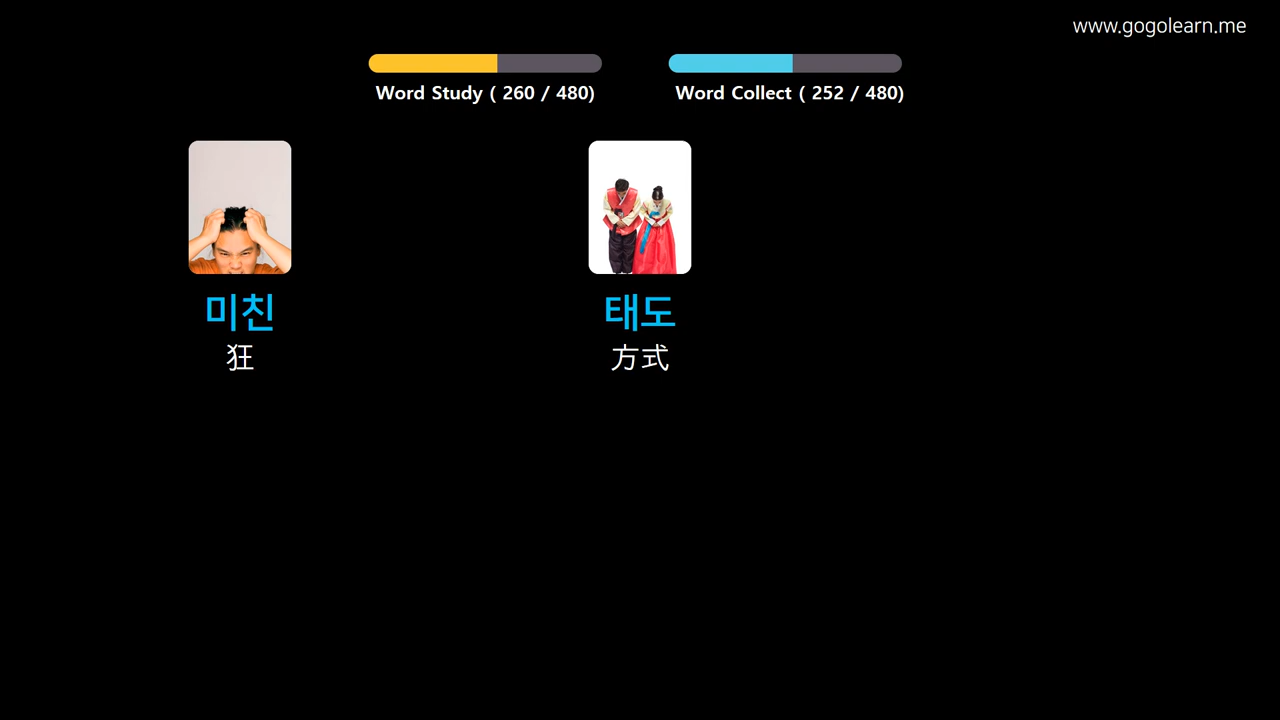 www.gogolearn.me
Word Study ( 260 / 480)
Word Collect ( 252 / 480)
미친
狂
태도
方式